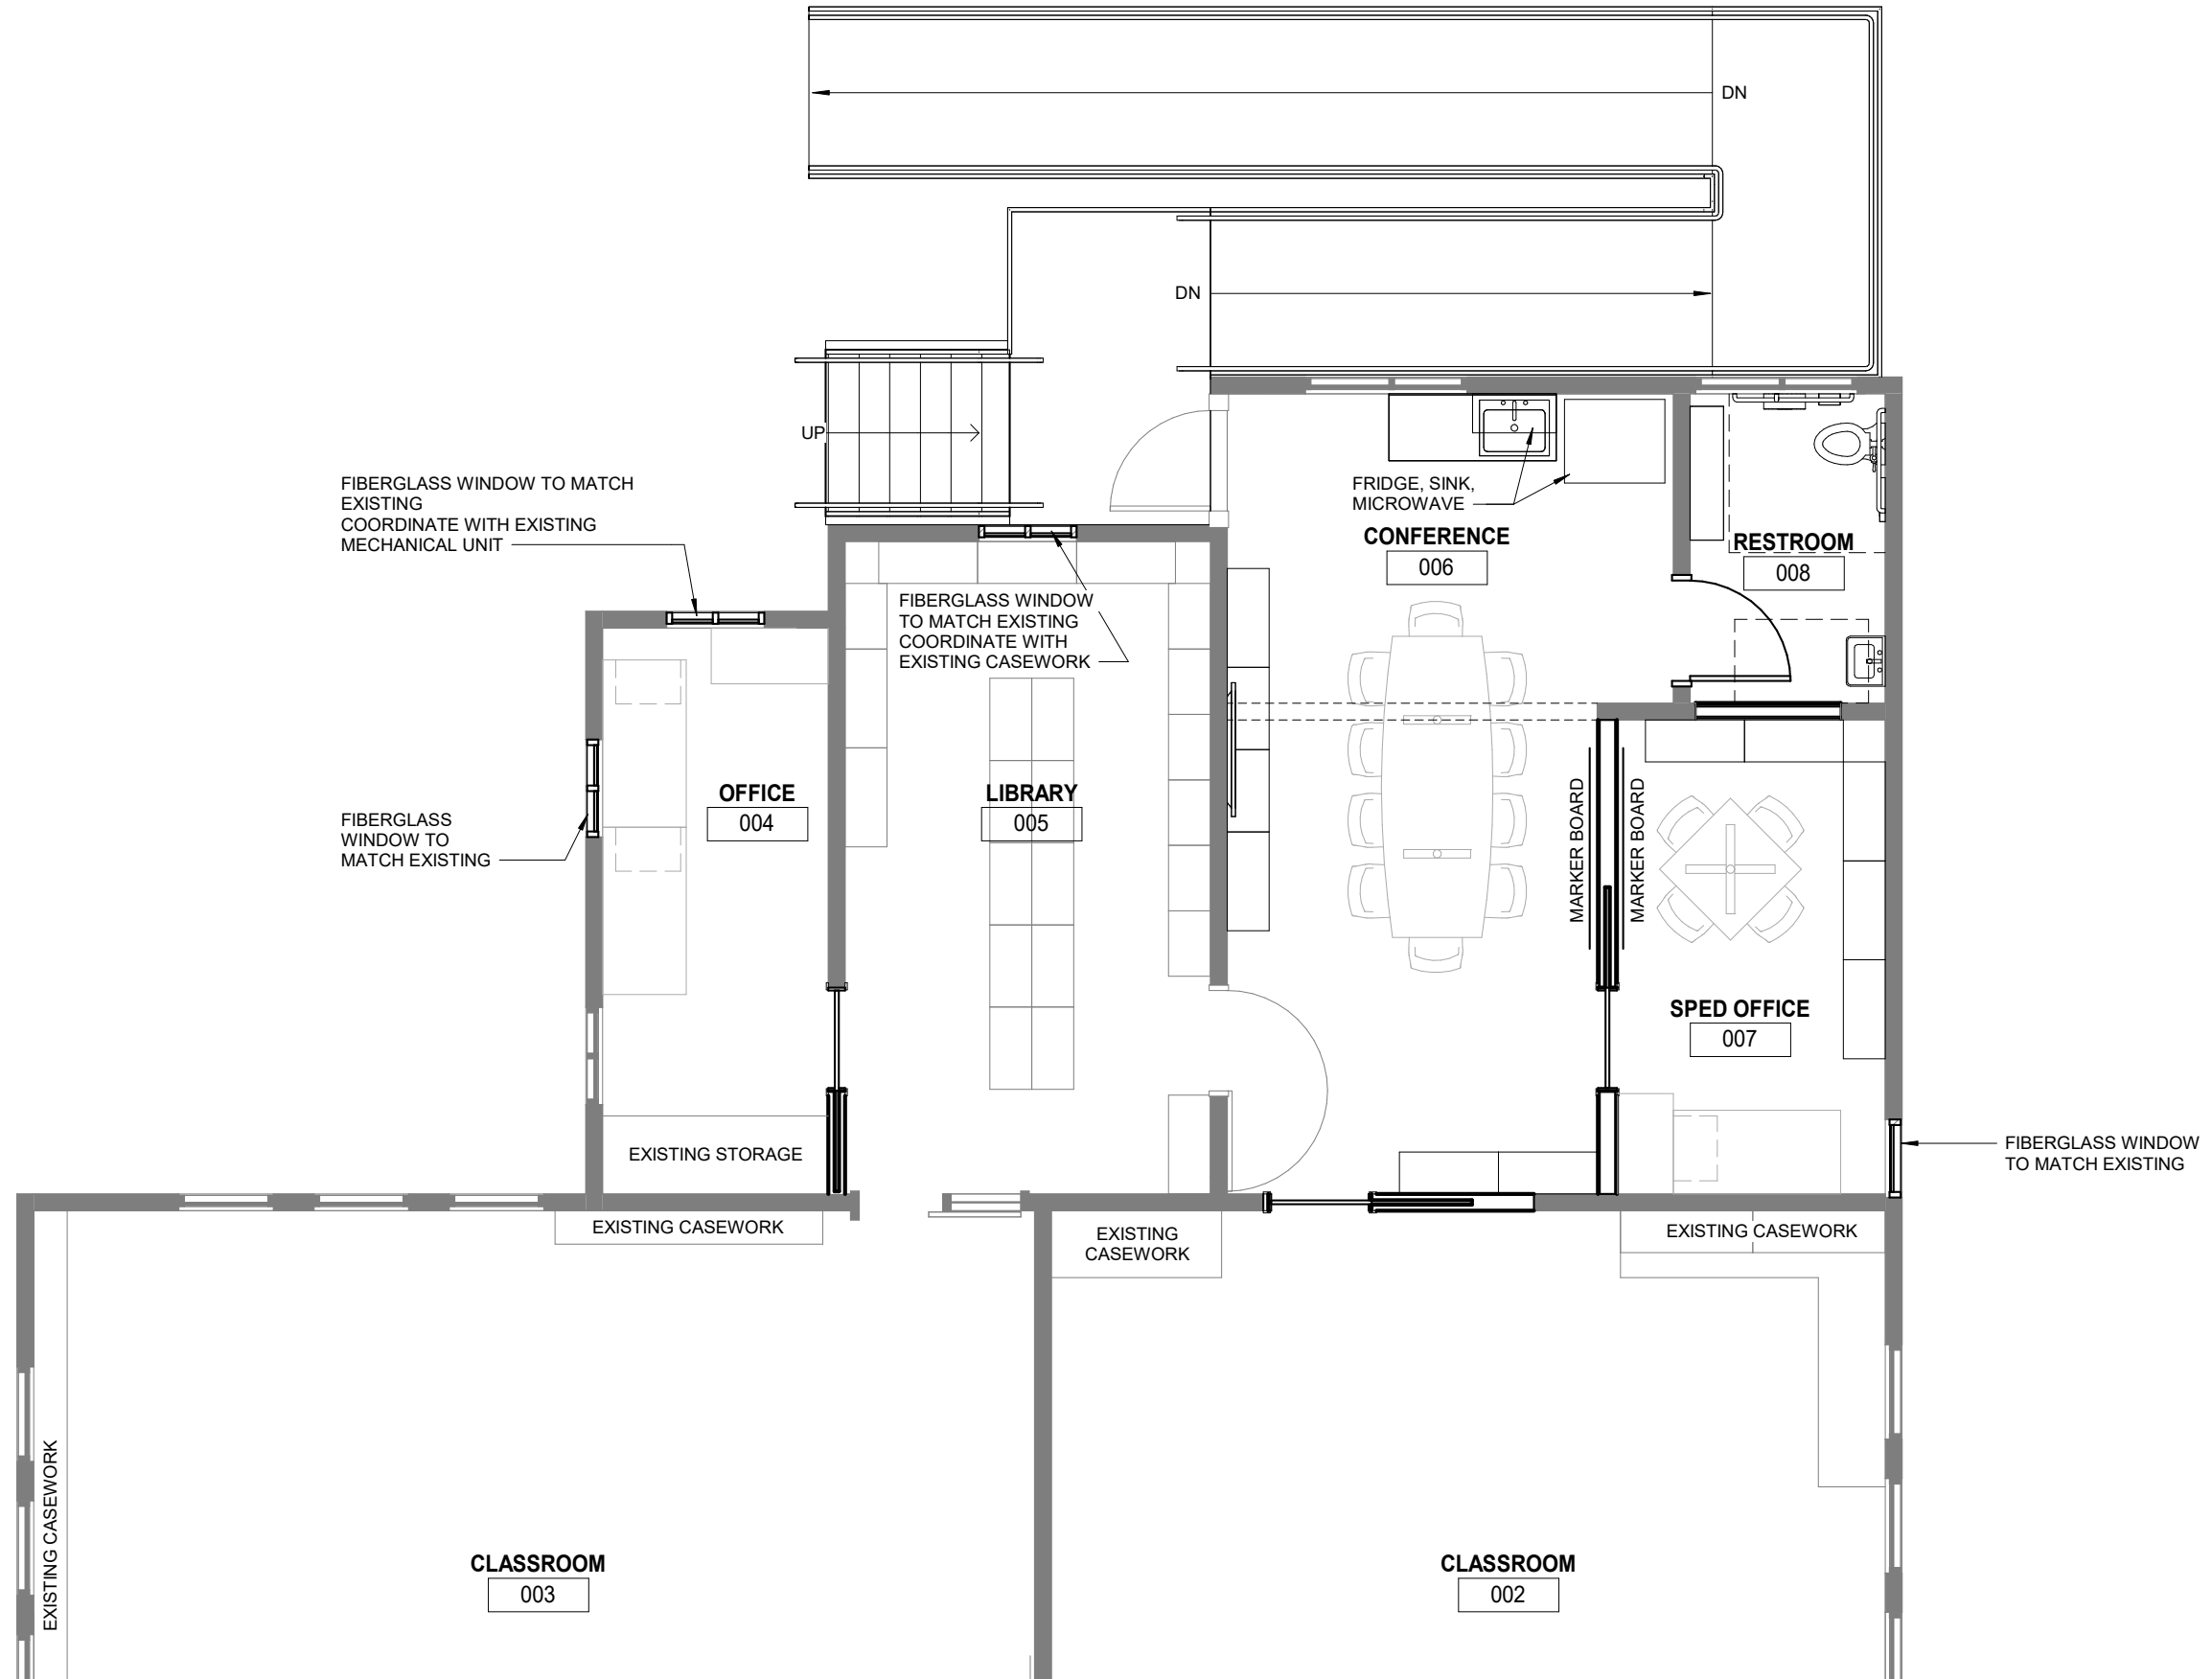 DN
DN
UP
FIBERGLASS WINDOW TO MATCH
EXISTING
COORDINATE WITH EXISTING
MECHANICAL UNIT
FRIDGE, SINK,
MICROWAVE
CONFERENCE
006
RESTROOM
008
FIBERGLASS WINDOW
TO MATCH EXISTING
COORDINATE WITH
EXISTING CASEWORK
OFFICE
004
LIBRARY
005
FIBERGLASS
WINDOW TO
MATCH EXISTING
MARKER BOARD
MARKER BOARD
SPED OFFICE
007
EXISTING STORAGE
FIBERGLASS WINDOW
TO MATCH EXISTING
EXISTING CASEWORK
EXISTING
CASEWORK
EXISTING CASEWORK
EXISTING CASEWORK
CLASSROOM
003
CLASSROOM
002